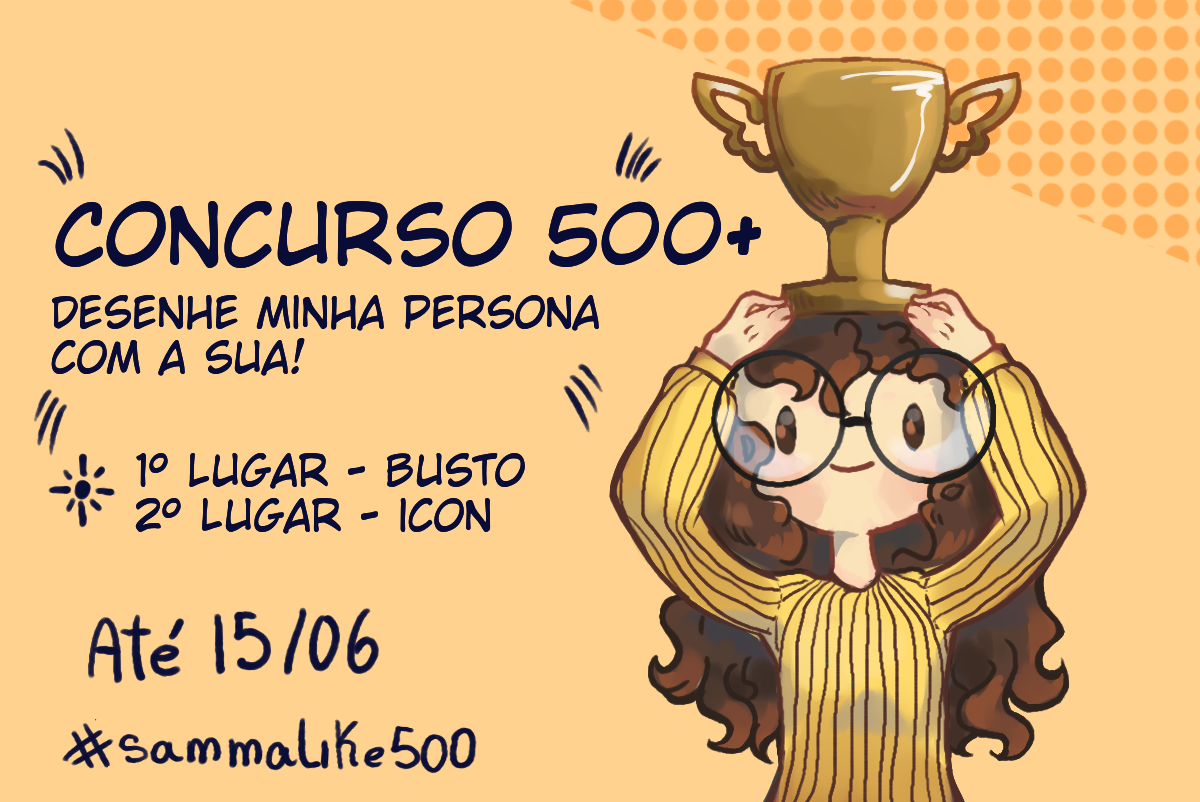 CONCURSO 500+
DESENHE MINHA PERSONA
COM A SUA!
1º LUGAR - BUSTO
2º LUGAR - ICON
Até 15/06
#sammalike500